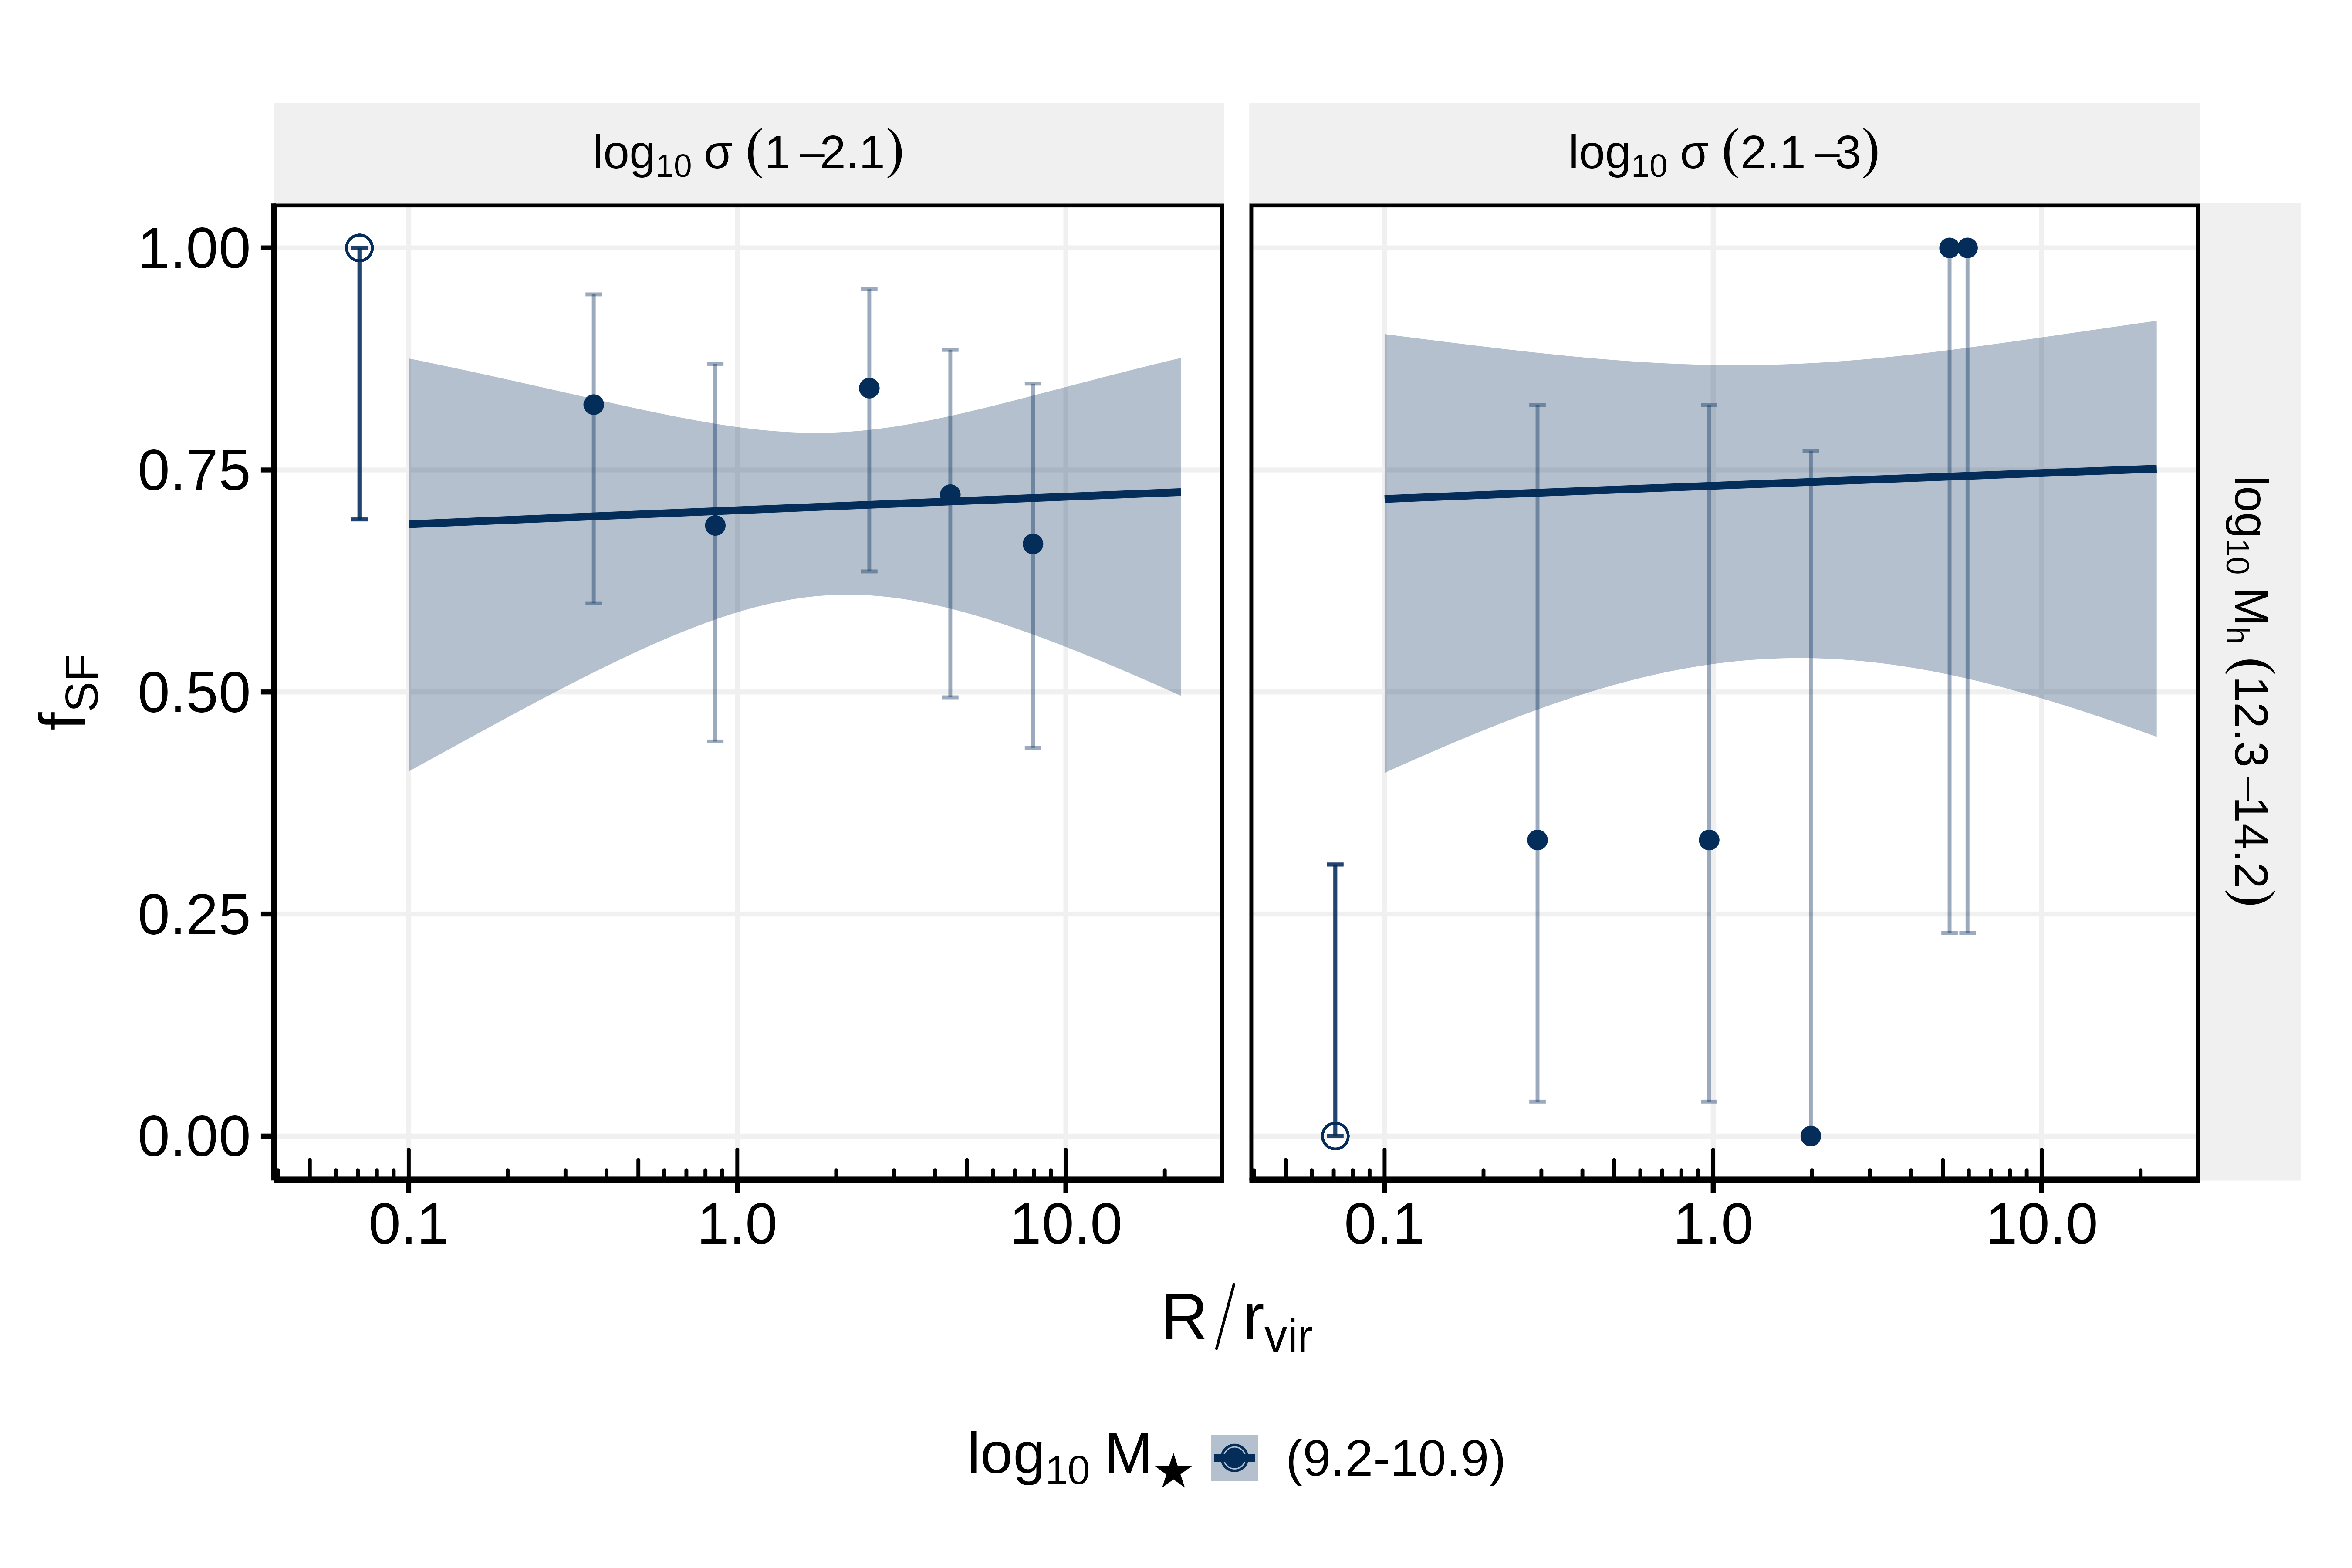 log10 σ (1 –2.1)
log10 σ (2.1 –3)
1.00
0.75
0.50
0.25
0.00
fSF
log10 Mh (12.3 –14.2)
0.1 1.0 10.0
0.1 1.0 10.0
R/rvir
log10 M★ (9.2-10.9)